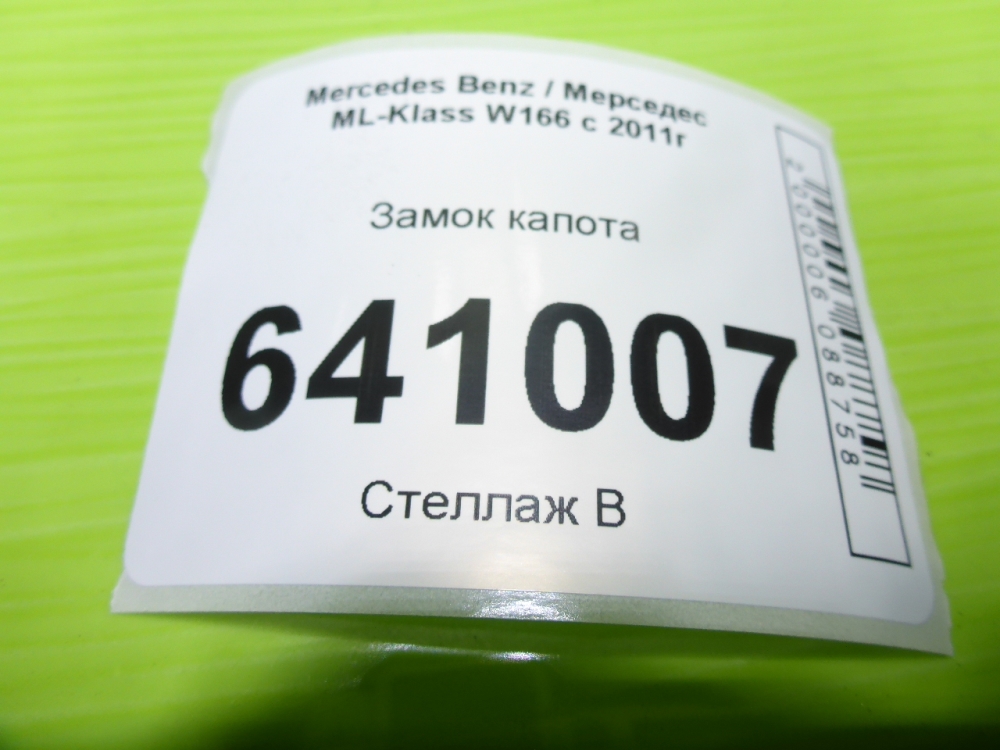 Mercedes Benz / Мерседес
ML-Klass W166 с 2011г
Замок капота
641007
Стеллаж В
2000006088758